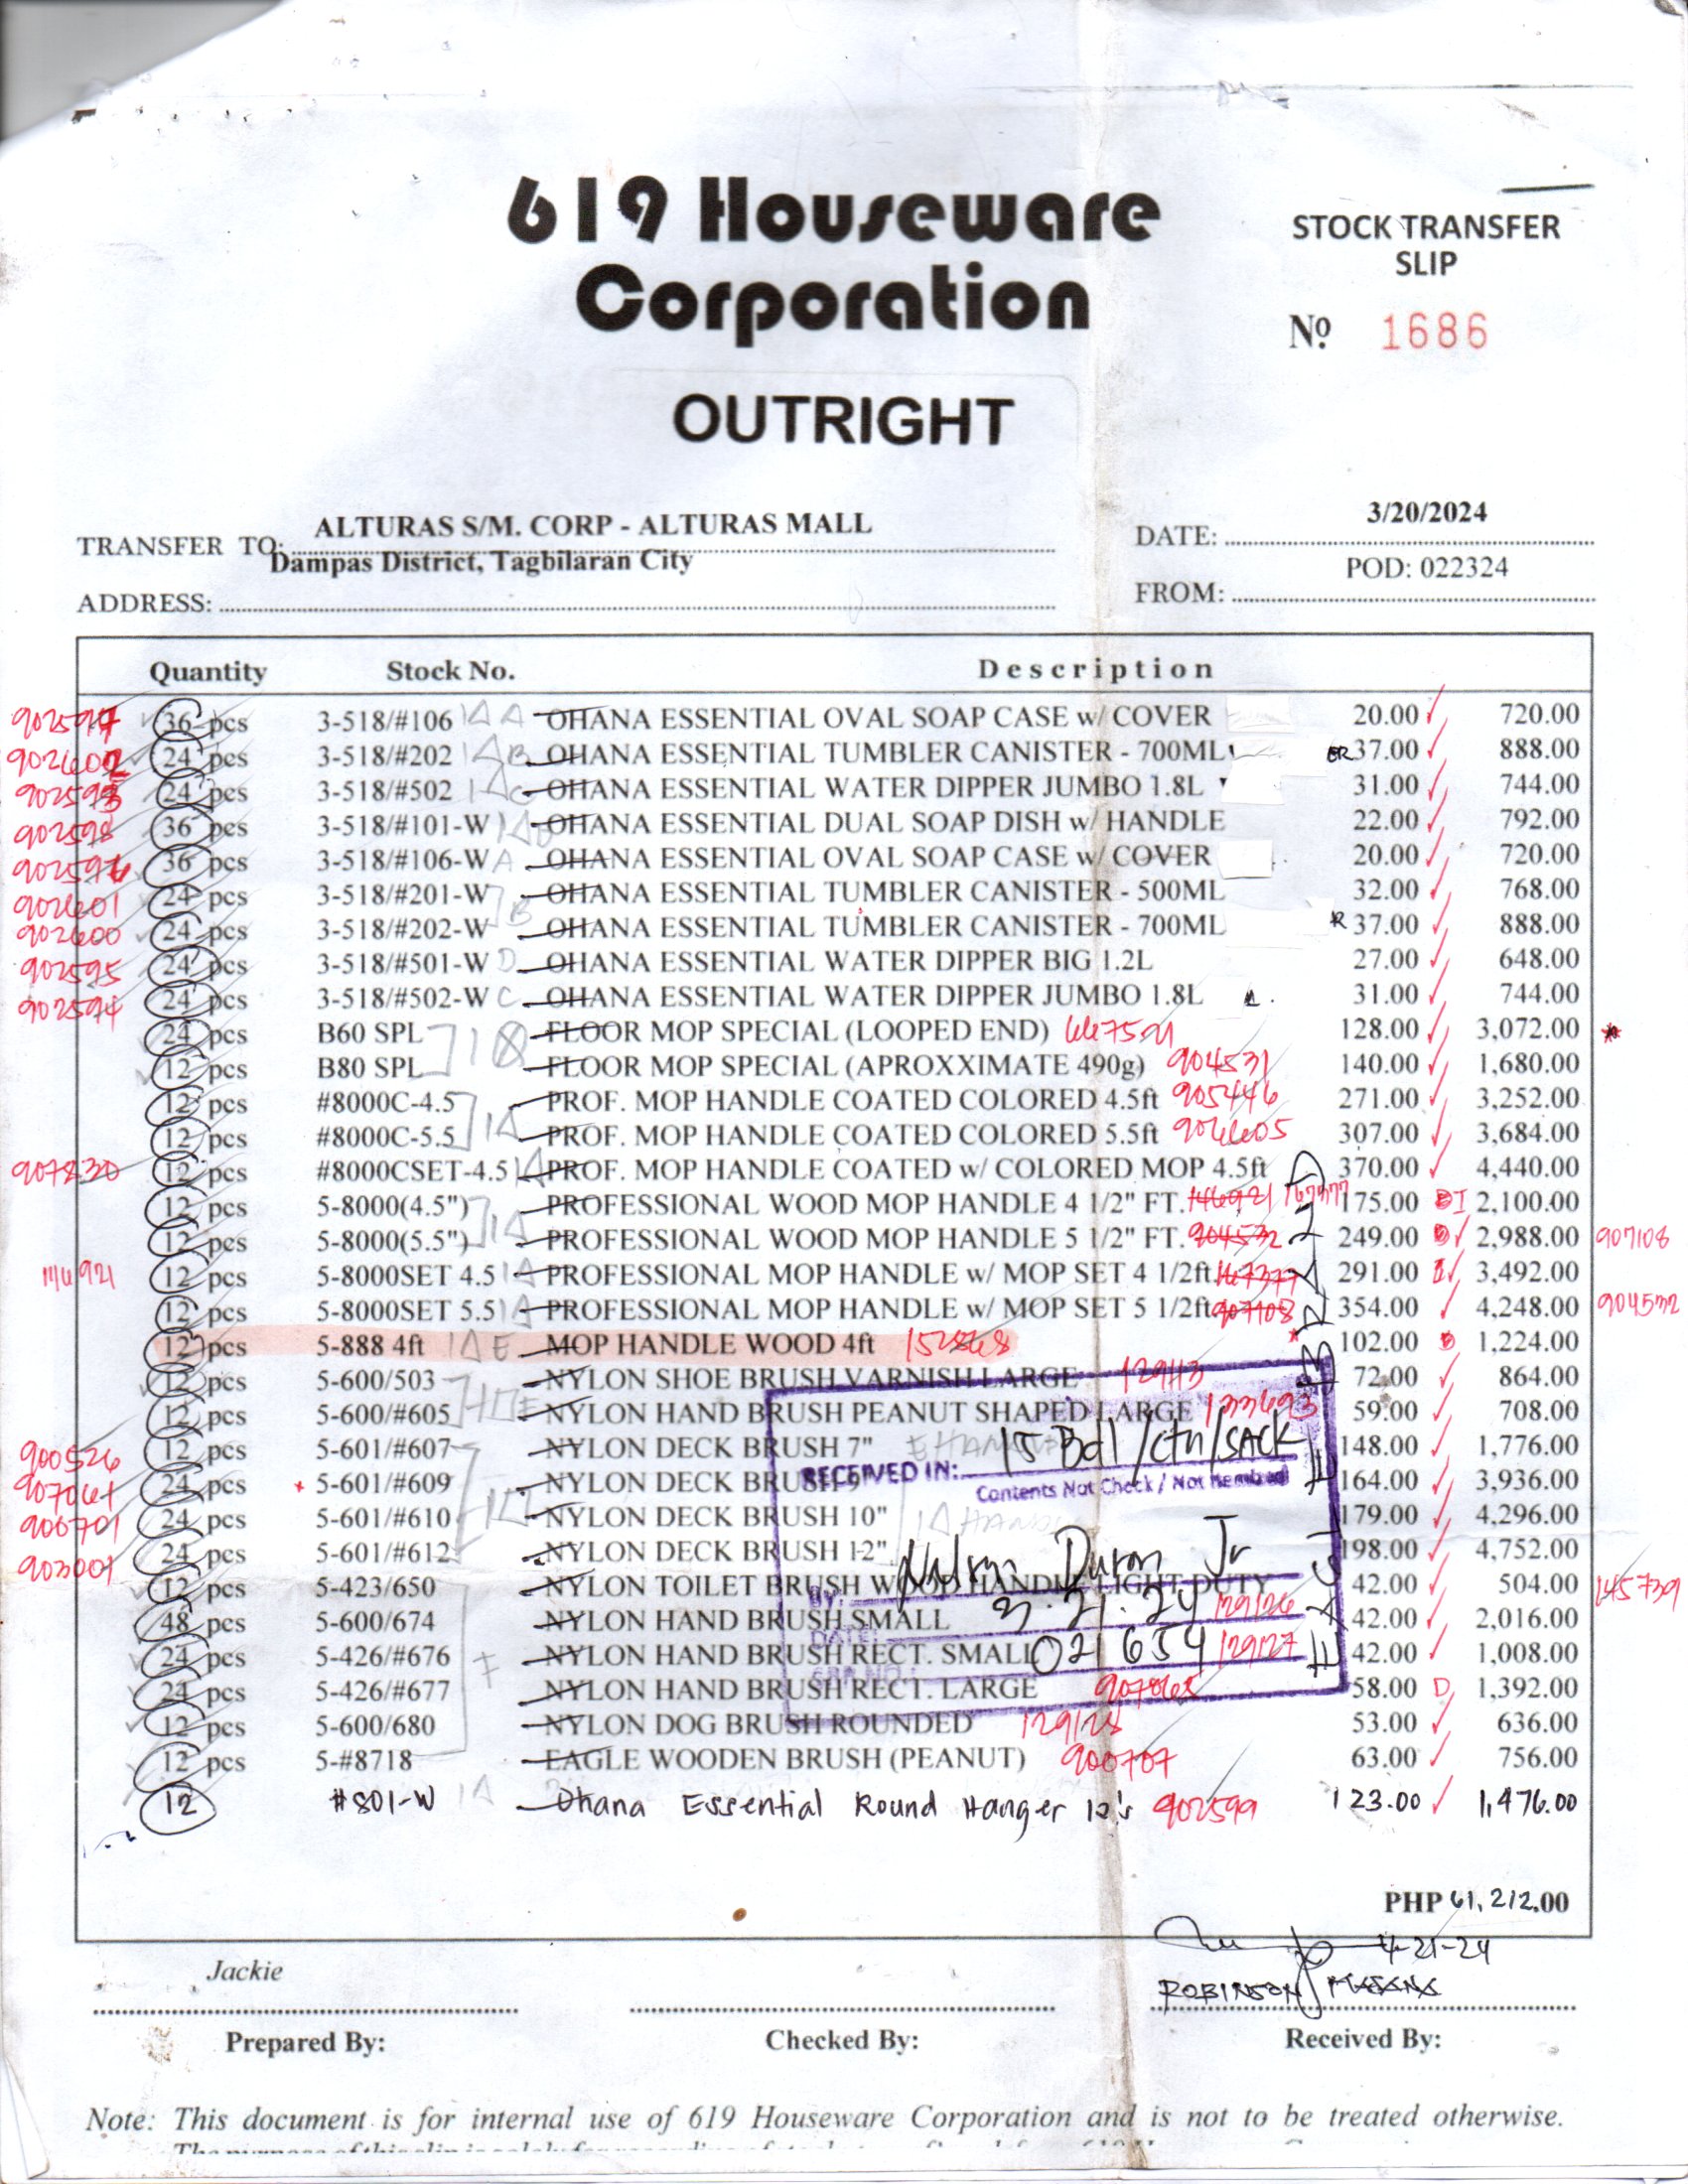 619 Houseware
Corporation
STOCK TRANSFER
SLIP
Nº 1686
OUTRIGHT
TRANSFER TO: ALTURAS S/M. CORP - ALTURAS MALL
Dampas District, Tagbilaran City
ADDRESS:
DATE: 3/20/2024
FROM: POD: 022324
Quantity Stock No. Description
36 pcs 3-518/#106 OHANA ESSENTIAL OVAL SOAP CASE w/ COVER 20.00 720.00
24 pcs 3-518/#202 OHANA ESSENTIAL TUMBLER CANISTER - 700ML 37.00 888.00
24 pcs 3-518/#502 OHANA ESSENTIAL WATER DIPPER JUMBO 1.8L 31.00 744.00
902598 36 pcs 3-518/#101-W OHANA ESSENTIAL DUAL SOAP DISH w/ HANDLE 22.00 792.00
36 pcs 3-518/#106-W A OHANA ESSENTIAL OVAL SOAP CASE w/ COVER 20.00 720.00
902601 24 pcs 3-518/#201-W OHANA ESSENTIAL TUMBLER CANISTER - 500ML 32.00 768.00
902600 24 pcs 3-518/#202-W B OHANA ESSENTIAL TUMBLER CANISTER - 700ML R 37.00 888.00
902595 24 pcs 3-518/#501-W D OHANA ESSENTIAL WATER DIPPER BIG 1.2L 27.00 648.00
902594 24 pcs 3-518/#502-W C OHANA ESSENTIAL WATER DIPPER JUMBO 1.8L 31.00 744.00
24 pcs B60 SPL FLOOR MOP SPECIAL (LOOPED END) 128.00 3,072.00
12 pcs B80 SPL FLOOR MOP SPECIAL (APROXXIMATE 490g) 904531 140.00 1,680.00
12 pcs #8000C-4.5 PROF. MOP HANDLE COATED COLORED 4.5ft 905446 271.00 3,252.00
12 pcs #8000C-5.5 PROF. MOP HANDLE COATED COLORED 5.5ft 906605 307.00 3,684.00
907830 12 pcs #8000CSET-4.5 PROF. MOP HANDLE COATED w/ COLORED MOP 4.5ft 370.00 4,440.00
12 pcs 5-8000(4.5") PROFESSIONAL WOOD MOP HANDLE 4 1/2" FT. 146921 167377 175.00 2,100.00
12 pcs 5-8000(5.5") PROFESSIONAL WOOD MOP HANDLE 5 1/2" FT. 904532 249.00 2,988.00 907108
146921 12 pcs 5-8000SET 4.5 PROFESSIONAL MOP HANDLE w/ MOP SET 4 1/2ft. 167377 291.00 3,492.00
12 pcs 5-8000SET 5.5 PROFESSIONAL MOP HANDLE w/ MOP SET 5 1/2ft 907108 354.00 4,248.00 904532
12 pcs 5-888 4ft MOP HANDLE WOOD 4ft 152868 102.00 1,224.00
12 pcs 5-600/503 NYLON SHOE BRUSH VARNISH LARGE 129113 72.00 864.00
12 pcs 5-600/#605 NYLON HAND BRUSH PEANUT SHAPED LARGE 133693 59.00 708.00
900526 12 pcs 5-601/#607 NYLON DECK BRUSH 7" 148.00 1,776.00
907061 24 pcs 5-601/#609 NYLON DECK BRUSH 9" 164.00 3,936.00
906701 24 pcs 5-601/#610 NYLON DECK BRUSH 10" 179.00 4,296.00
903001 24 pcs 5-601/#612 NYLON DECK BRUSH 12" 198.00 4,752.00
12 pcs 5-423/650 NYLON TOILET BRUSH WOOD HANDLE LIGHT DUTY 42.00 504.00 145739
48 pcs 5-600/674 NYLON HAND BRUSH SMALL 129126 42.00 2,016.00
24 pcs 5-426/#676 NYLON HAND BRUSH RECT. SMALL 129127 42.00 1,008.00
24 pcs 5-426/#677 NYLON HAND BRUSH RECT. LARGE 907865 58.00 D 1,392.00
12 pcs 5-600/680 NYLON DOG BRUSH ROUNDED 129128 53.00 636.00
12 pcs 5-#8718 EAGLE WOODEN BRUSH (PEANUT) 900707 63.00 756.00
12 #801-W Ohana Essential Round Hanger 12's 902599 123.00 1,476.00
RECEIVED IN: 15 Bdl/ctn/sack
Contents Not Check / Not
BY: Duron Jr
DATE: 3.21.24
021654
PHP 61,212.00
4-21-24
Jackie
ROBINSON
Prepared By: Checked By: Received By:
Note: This document is for internal use of 619 Houseware Corporation and is not to be treated otherwise.